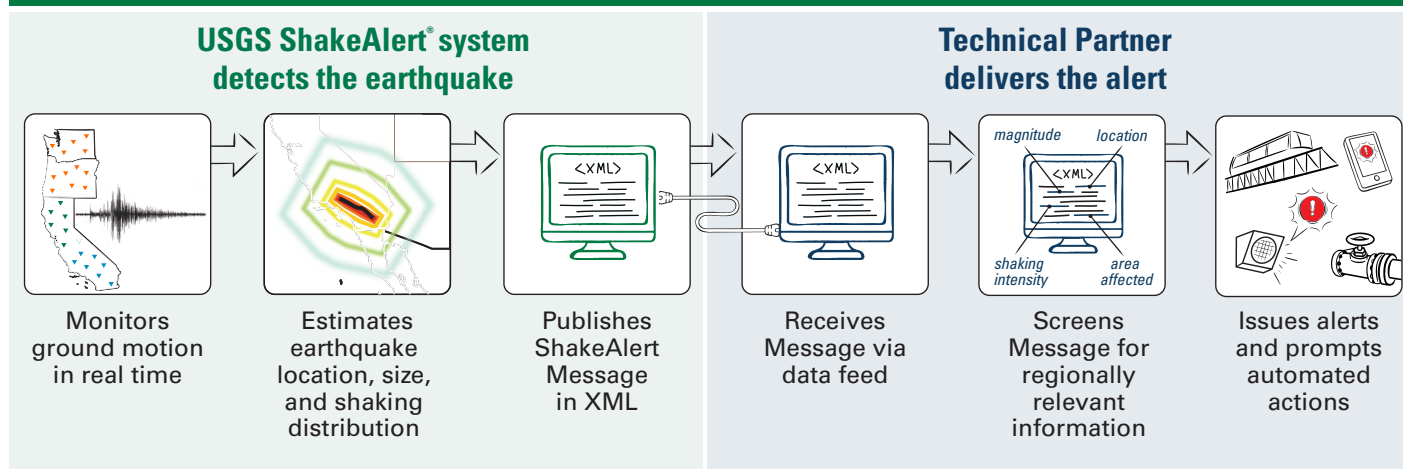 USGS ShakeAlert® system
detects the earthquake
Technical Partner
delivers the alert
<XML>
<XML>
magnitude
location
<XML>
shaking
intensity
area
affected
!
!
Monitors
ground motion
in real time
Estimates
earthquake
location, size,
and shaking
distribution
Publishes
ShakeAlert
Message
in XML
Receives
Message via
data feed
Screens
Message for
regionally
relevant
information
Issues alerts
and prompts
automated
actions